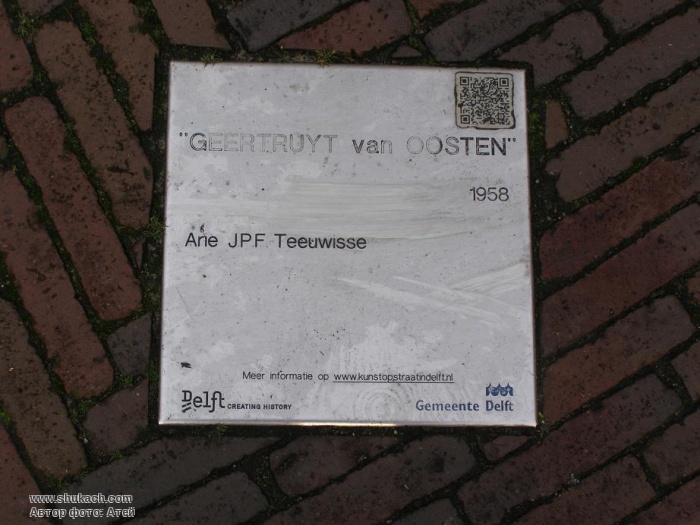 "GEERTRUYT van OOSTEN"
1958
Arie JPF Teeuwisse
Meer informatie op www.kunstopstraatindelft.nl
Delft CREATING HISTORY
Gemeente Delft
www.shukach.com
Автор фото: Атей